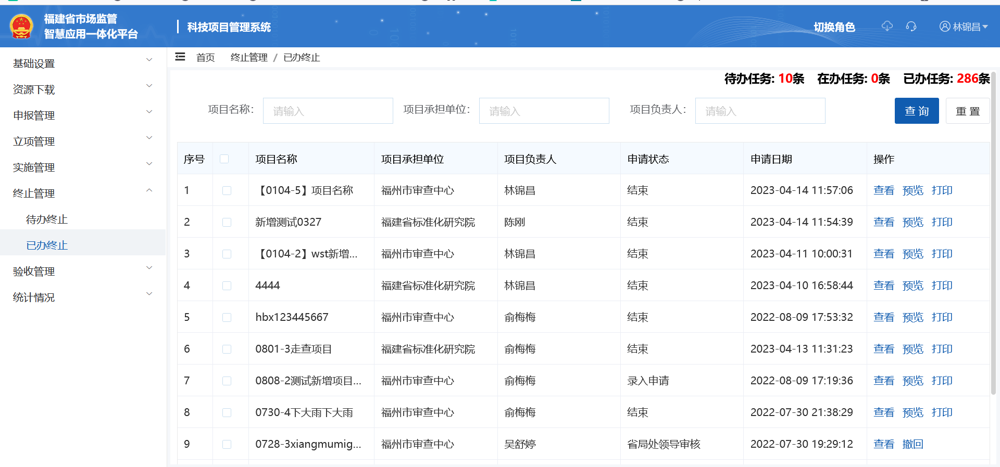 福建省市场监管
智慧应用一体化平台
科技项目管理系统
切换角色
林锦昌
基础设置
资源下载
申报管理
立项管理
实施管理
终止管理
待办终止
已办终止
验收管理
统计情况
首页 终止管理 / 已办终止
待办任务: 10条 在办任务: 0条 已办任务: 286条
项目名称: 请输入 项目承担单位: 请输入 项目负责人: 请输入 查询 重置
序号 项目名称 项目承担单位 项目负责人 申请状态 申请日期 操作
1 【0104-5】项目名称 福州市审查中心 林锦昌 结束 2023-04-14 11:57:06 查看 预览 打印
2 新增测试0327 福建省标准化研究院 陈刚 结束 2023-04-14 11:54:39 查看 预览 打印
3 【0104-2】wst新增... 福州市审查中心 林锦昌 结束 2023-04-11 10:00:31 查看 预览 打印
4 4444 福建省标准化研究院 林锦昌 结束 2023-04-10 16:58:44 查看 预览 打印
5 hbx123445667 福州市审查中心 俞梅梅 结束 2022-08-09 17:53:32 查看 预览 打印
6 0801-3走查项目 福建省标准化研究院 俞梅梅 结束 2023-04-13 11:31:23 查看 预览 打印
7 0808-2测试新增项目... 福州市审查中心 俞梅梅 录入申请 2022-08-09 17:19:36 查看 预览 打印
8 0730-4下大雨下大雨 福州市审查中心 俞梅梅 结束 2022-07-30 21:38:29 查看 预览 打印
9 0728-3xiangmumig... 福州市审查中心 吴舒婷 省局处领导审核 2022-07-30 19:29:12 查看 撤回